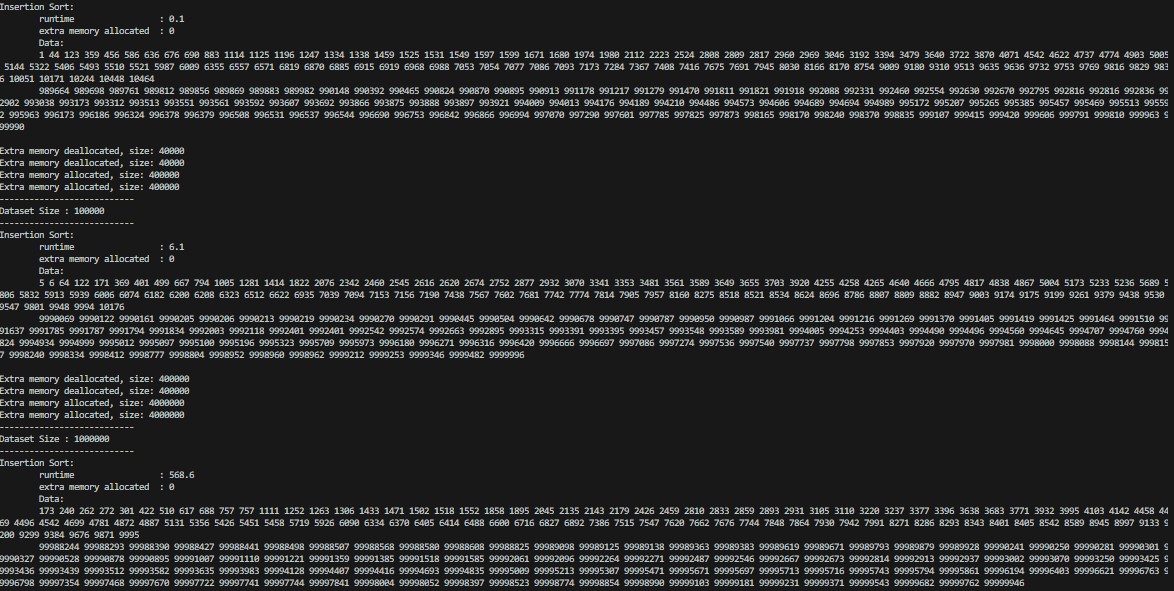 Insertion Sort:
runtime : 0.1
extra memory allocated : 0
Data:
1 44 123 359 456 586 636 676 690 883 1114 1125 1196 1247 1334 1338 1459 1525 1531 1549 1597 1599 1671 1680 1974 1980 2112 2223 2524 2808 2809 2817 2960 2969 3046 3192 3394 3479 3640 3722 3870 4071 4542 4622 4737 4774 4903 5005
5144 5322 5406 5493 5510 5521 5987 6009 6355 6557 6571 6819 6870 6885 6915 6919 6968 6988 7053 7054 7077 7086 7093 7173 7284 7367 7408 7416 7675 7691 7945 8030 8166 8170 8754 9009 9180 9310 9513 9635 9636 9732 9753 9769 9816 9829 983
6 10051 10171 10244 10448 10464
989664 989698 989761 989812 989856 989869 989883 989982 990148 990392 990465 990824 990870 990895 990913 991178 991217 991279 991470 991811 991821 991918 992088 992331 992460 992554 992630 992670 992795 992816 992816 992836 99
2902 993038 993173 993312 993513 993551 993561 993592 993607 993692 993866 993875 993888 993897 993921 994009 994013 994176 994189 994210 994486 994573 994606 994689 994694 994989 995172 995207 995265 995385 995457 995469 995513 99559
2 995963 996173 996186 996324 996378 996379 996508 996531 996537 996544 996690 996753 996842 996866 996994 997070 997290 997601 997785 997825 997873 998165 998170 998240 998370 998835 999107 999415 999420 999606 999791 999810 999963 9
99990
Extra memory deallocated, size: 40000
Extra memory deallocated, size: 40000
Extra memory allocated, size: 400000
Extra memory allocated, size: 400000
---------------------------
Dataset Size : 100000
---------------------------
Insertion Sort:
runtime : 6.1
extra memory allocated : 0
Data:
5 6 64 122 171 369 401 499 667 794 1005 1281 1414 1822 2076 2342 2460 2545 2616 2620 2674 2752 2877 2932 3070 3341 3353 3481 3561 3589 3649 3655 3703 3920 4255 4258 4265 4640 4666 4795 4817 4838 4867 5004 5173 5233 5236 5689 5
806 5832 5913 5939 6006 6074 6182 6200 6208 6323 6512 6622 6935 7039 7094 7153 7156 7190 7438 7567 7602 7681 7742 7774 7814 7905 7957 8160 8275 8518 8521 8534 8624 8696 8786 8807 8809 8882 8947 9003 9174 9175 9199 9261 9379 9438 9530
9547 9801 9948 9994 10176
9990069 9990122 9990161 9990205 9990206 9990213 9990219 9990234 9990270 9990291 9990445 9990504 9990642 9990678 9990747 9990787 9990950 9990987 9991066 9991204 9991216 9991269 9991370 9991405 9991419 9991425 9991464 9991510 99
91637 9991785 9991787 9991794 9991834 9992003 9992118 9992401 9992401 9992542 9992574 9992663 9992895 9993315 9993391 9993395 9993457 9993548 9993589 9993981 9994005 9994253 9994403 9994490 9994496 9994560 9994645 9994707 9994760 9994
824 9994934 9994999 9995012 9995097 9995100 9995196 9995323 9995709 9995973 9996180 9996271 9996316 9996420 9996666 9996697 9997086 9997274 9997536 9997540 9997737 9997798 9997853 9997920 9997970 9997981 9998000 9998088 9998144 999815
7 9998240 9998334 9998412 9998777 9998804 9998952 9998960 9998962 9999212 9999253 9999346 9999482 9999996
Extra memory deallocated, size: 400000
Extra memory deallocated, size: 400000
Extra memory allocated, size: 4000000
Extra memory allocated, size: 4000000
---------------------------
Dataset Size : 1000000
---------------------------
Insertion Sort:
runtime : 568.6
extra memory allocated : 0
Data:
173 240 262 272 301 422 510 617 688 757 757 1111 1252 1263 1306 1433 1471 1502 1518 1552 1858 1895 2045 2135 2143 2179 2426 2459 2810 2833 2859 2893 2931 3105 3110 3220 3237 3377 3396 3638 3683 3771 3932 3995 4103 4142 4458 44
69 4496 4542 4699 4781 4872 4887 5131 5356 5426 5451 5458 5719 5926 6090 6334 6370 6405 6414 6488 6600 6716 6827 6892 7386 7515 7547 7620 7662 7676 7744 7848 7864 7930 7942 7991 8271 8286 8293 8343 8401 8405 8542 8589 8945 8997 9133 9
200 9299 9384 9676 9871 9995
99988244 99988293 99988390 99988427 99988441 99988498 99988507 99988568 99988580 99988608 99988825 99989098 99989125 99989138 99989363 99989383 99989619 99989671 99989793 99989879 99989928 99990241 99990250 99990281 99990301 9
9990327 99990528 99990878 99990895 99991007 99991110 99991221 99991359 99991385 99991518 99991585 99992061 99992096 99992264 99992271 99992487 99992546 99992667 99992673 99992814 99992913 99992937 99993002 99993070 99993250 99993425 9
9993436 99993439 99993512 99993582 99993635 99993983 99994128 99994407 99994416 99994693 99994835 99995009 99995213 99995307 99995471 99995671 99995697 99995713 99995716 99995743 99995794 99995861 99996194 99996403 99996621 99996763 9
9996798 99997354 99997468 99997670 99997722 99997741 99997744 99997841 99998004 99998052 99998397 99998523 99998774 99998854 99998990 99999103 99999181 99999231 99999371 99999543 99999682 99999762 99999946